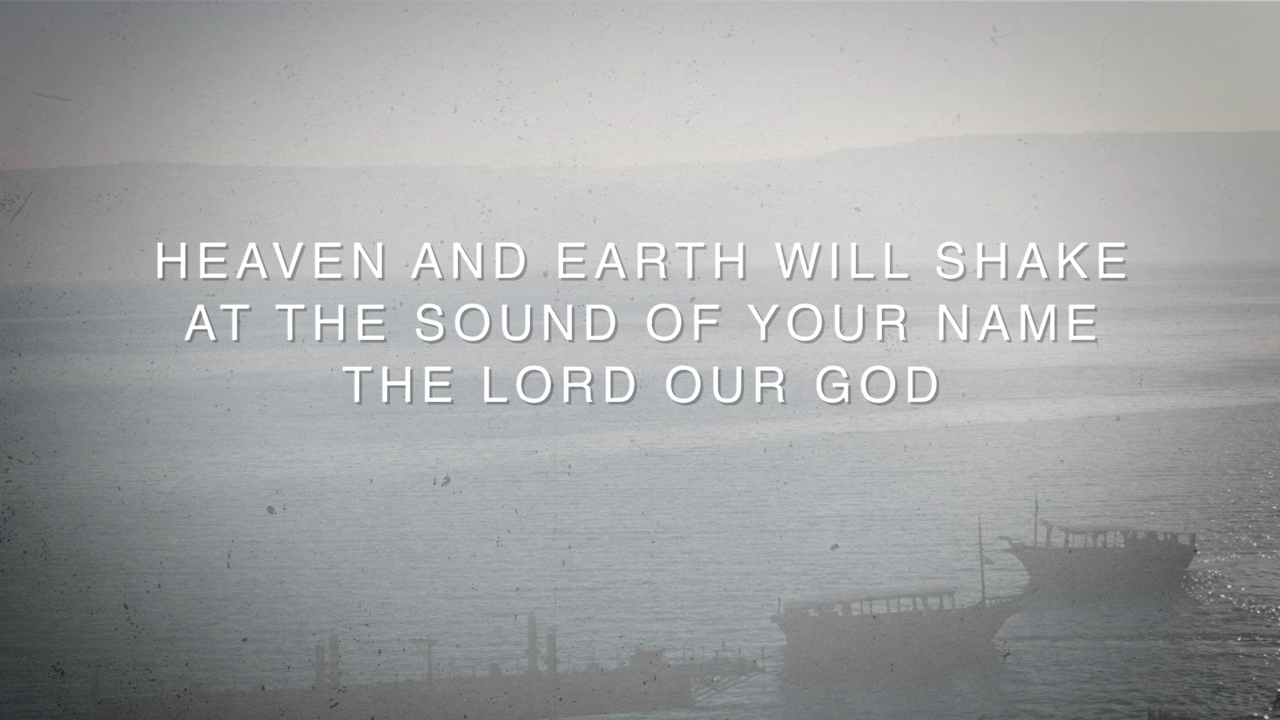 HEAVEN AND EARTH WILL SHAKE
AT THE SOUND OF YOUR NAME
THE LORD OUR GOD